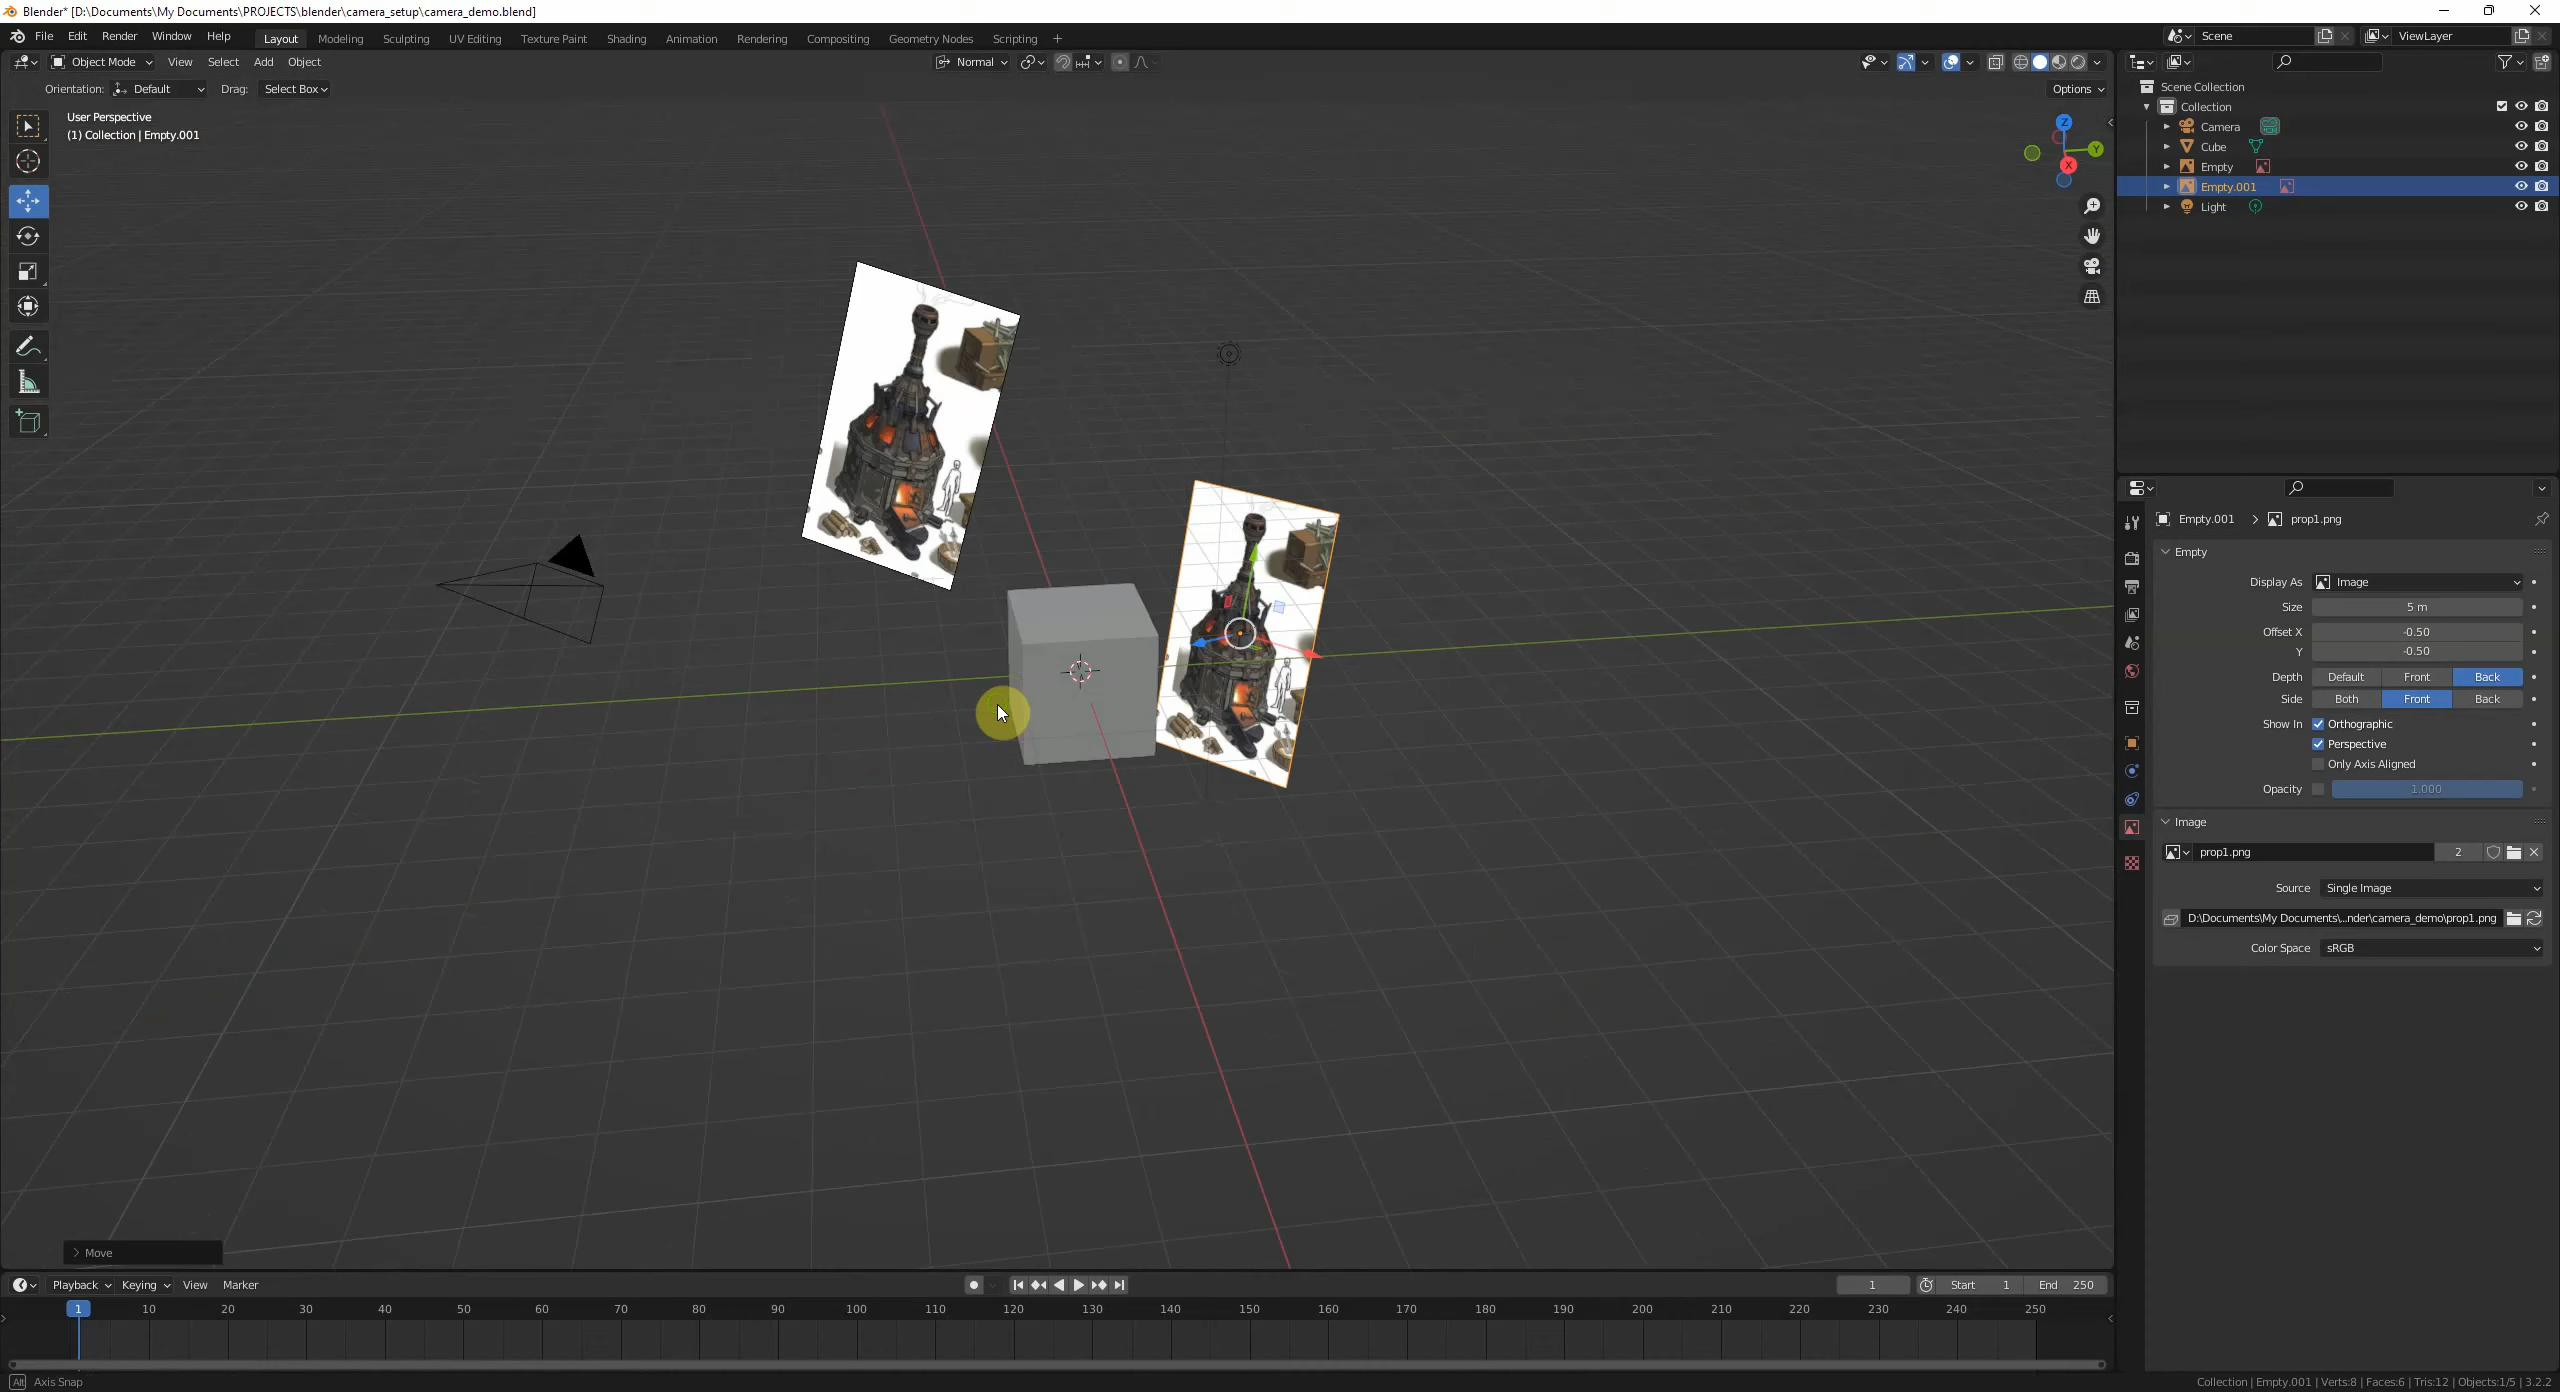 Blender* [D:\Documents\My Documents\PROJECTS\blender\camera_setup\camera_demo.blend]
File Edit Render Window Help Layout Modeling Sculpting UV Editing Texture Paint Shading Animation Rendering Compositing Geometry Nodes Scripting + Scene ViewLayer
Object Mode View Select Add Object Normal
Orientation: Default Drag: Select Box Options
User Perspective
(1) Collection | Empty.001
Z
Y
X
Scene Collection
Collection
Camera
Cube
Empty
Empty.001
Light
Empty.001 > prop1.png
Empty
Display As Image
Size 5 m
Offset X -0.50
Y -0.50
Depth Default Front Back
Side Both Front Back
Show In Orthographic
Perspective
Only Axis Aligned
Opacity 1.000
Image
prop1.png 2
Source Single Image
D:\Documents\My Documents\...nder\camera_demo\prop1.png
Color Space sRGB
> Move
Playback Keying View Marker 1 Start 1 End 250
1 10 20 30 40 50 60 70 80 90 100 110 120 130 140 150 160 170 180 190 200 210 220 230 240 250
Alt Axis Snap
Collection | Empty.001 | Verts:8 | Faces:6 | Tris:12 | Objects:1/5 | 3.2.2